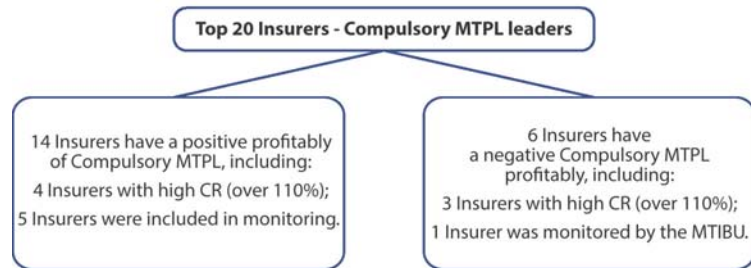 Top 20 Insurers - Compulsory MTPL leaders
14 Insurers have a positive profitably
of Compulsory MTPL, including:
4 Insurers with high CR (over 110%);
5 Insurers were included in monitoring.
6 Insurers have
a negative Compulsory MTPL
profitably, including:
3 Insurers with high CR (over 110%);
1 Insurer was monitored by the MTIBU.